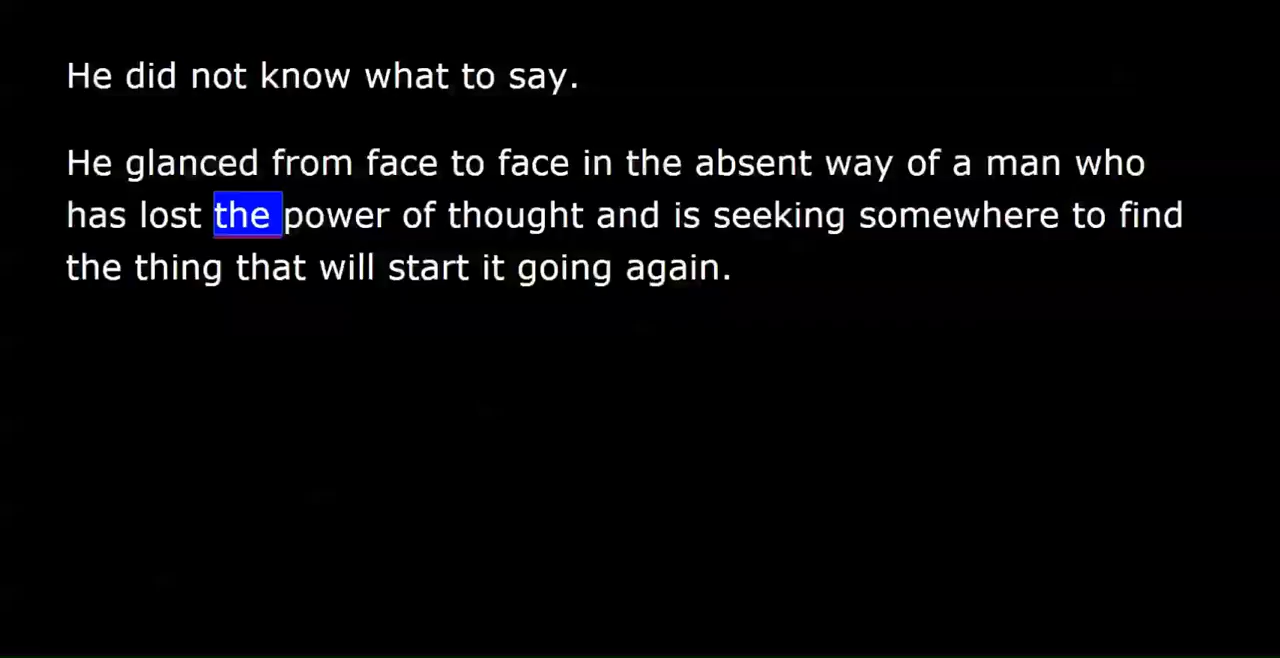 He did not know what to say.
He glanced from face to face in the absent way of a man who
has lost the power of thought and is seeking somewhere to find
the thing that will start it going again.